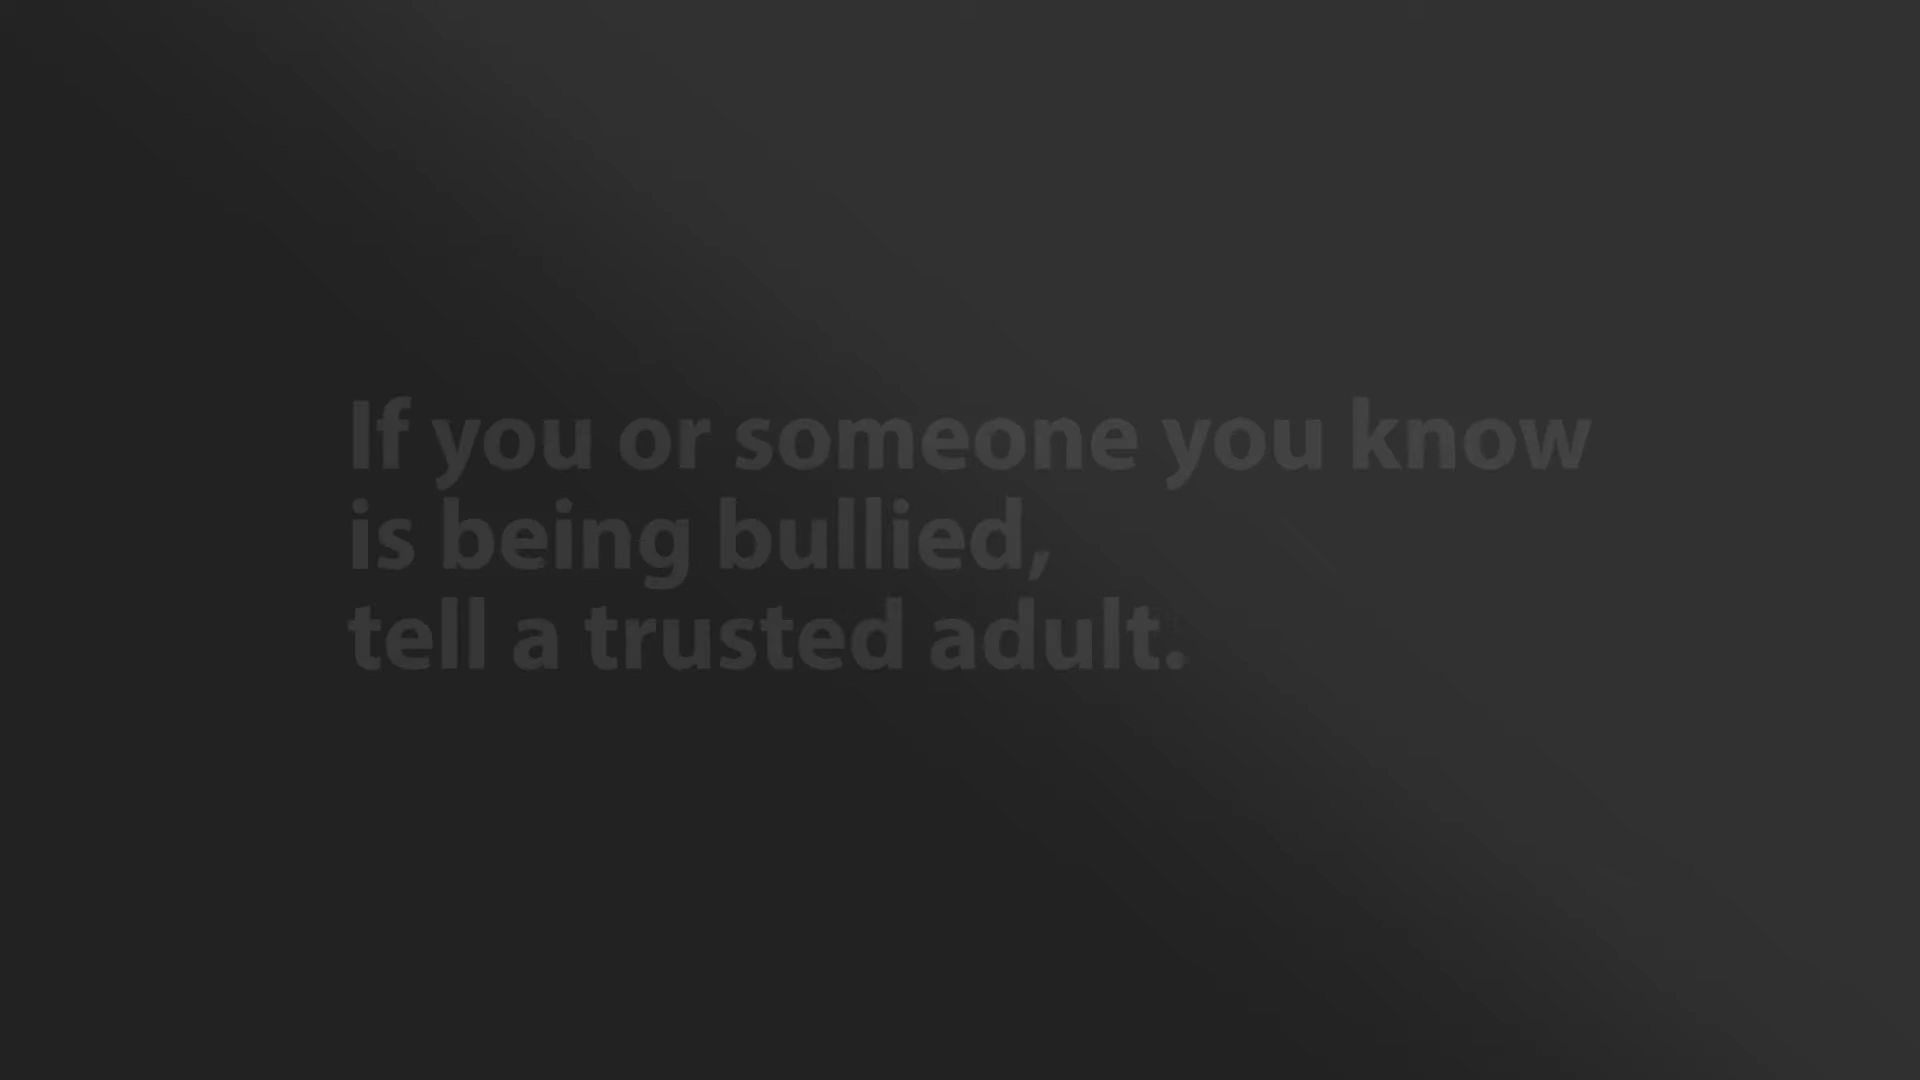 If you or someone you know
is being bullied,
tell a trusted adult.